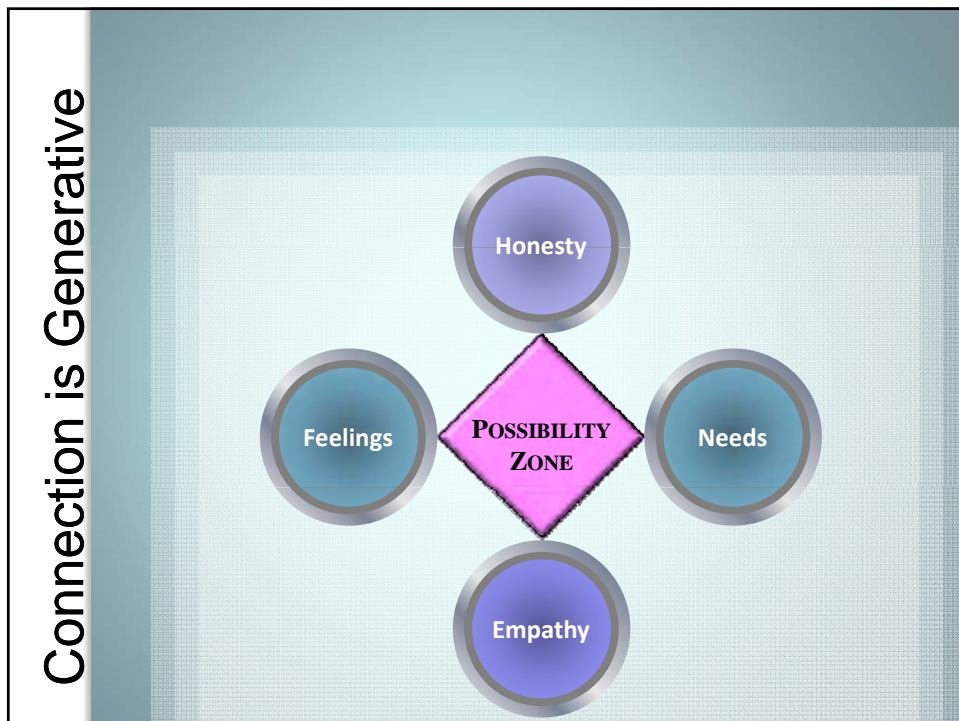 Connection is Generative
Honesty
Feelings
POSSIBILITY
ZONE
Needs
Empathy